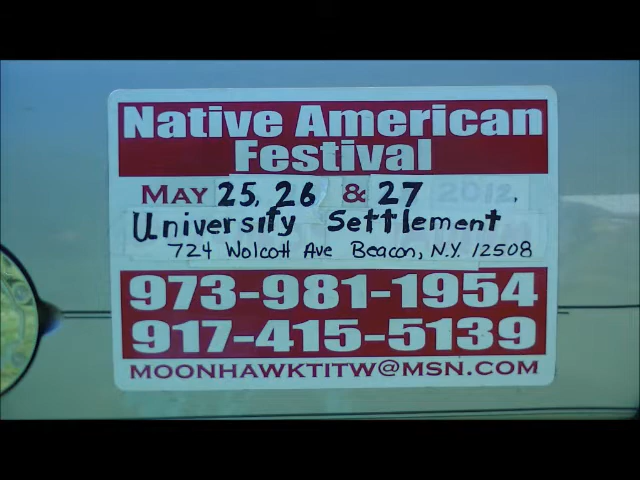 Native American
Festival
MAY 25, 26 & 27 2012.
University Settlement
724 Wolcott Ave Beacon, N.Y. 12508
973-981-1954
917-415-5139
MOONHAWKTITW@MSN.COM